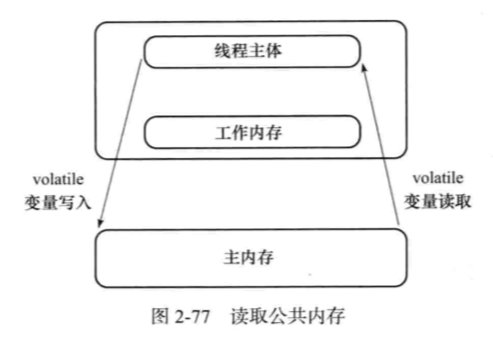 线程主体
工作内存
volatile
变量写入
volatile
变量读取
主内存
图 2-77 读取公共内存